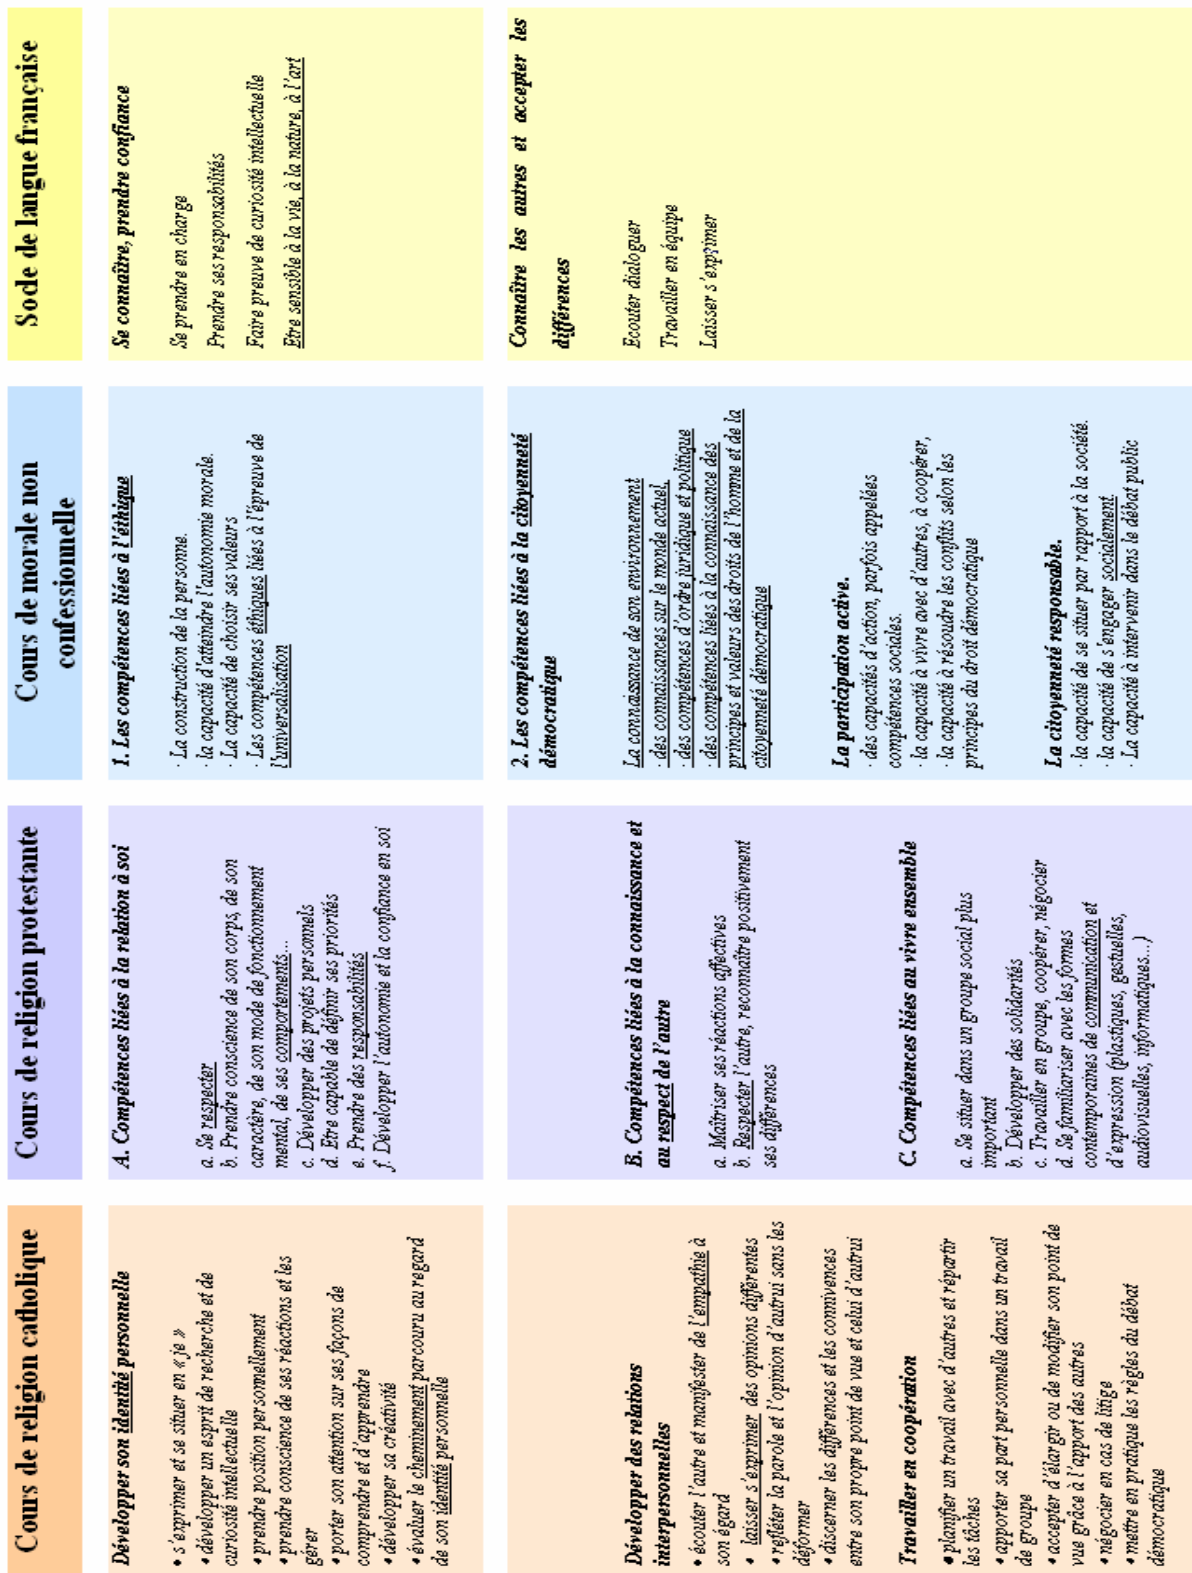 Cours de religion catholique
Cours de religion protestante
Cours de morale non
confessionnelle
Sode de langue française
Développer son identité personnelle
• s'exprimer et se situer en « je »
• développer un esprit de recherche et de
curiosité intellectuelle
• prendre position personnellement
• prendre conscience de ses réactions et les
gérer
• porter son attention sur ses façons de
comprendre et d'apprendre
• développer sa créativité
• évaluer le cheminement parcouru au regard
de son identité personnelle
A. Compétences liées à la relation à soi
a. Se respecter
b. Prendre conscience de son corps, de son
caractère, de son mode de fonctionnement
mental, de ses comportements...
c. Développer des projets personnels
d. Etre capable de définir ses priorités
e. Prendre des responsabilités
f. Développer l'autonomie et la confiance en soi
1. Les compétences liées à l'éthique
· La construction de la personne.
· la capacité d'atteindre l'autonomie morale.
· La capacité de choisir ses valeurs
· Les compétences éthiques liées à l'épreuve de
l'universalisation
Se connaître, prendre confiance
Se prendre en charge
Prendre ses responsabilités
Faire preuve de curiosité intellectuelle
Etre sensible à la vie, à la nature, à l'art
Développer des relations
interpersonnelles
• écouter l'autre et manifester de l'empathie à
son égard
• laisser s'exprimer des opinions différentes
• refléter la parole et l'opinion d'autrui sans les
déformer
• discerner les différences et les connivences
entre son propre point de vue et celui d'autrui
Travailler en coopération
• planifier un travail avec d'autres et répartir
les tâches
• apporter sa part personnelle dans un travail
de groupe
• accepter d'élargir ou de modifier son point de
vue grâce à l'apport des autres
• négocier en cas de litige
• mettre en pratique les règles du débat
démocratique
B. Compétences liées à la connaissance et
au respect de l'autre
a. Maîtriser ses réactions affectives
b. Respecter l'autre, reconnaître positivement
ses différences
C. Compétences liées au vivre ensemble
a. Se situer dans un groupe social plus
important
b. Développer des solidarités
c. Travailler en groupe, coopérer, négocier
d. Se familiariser avec les formes
contemporaines de communication et
d'expression (plastiques, gestuelles,
audiovisuelles, informatiques...)
2. Les compétences liées à la citoyenneté
démocratique
La connaissance de son environnement
· des connaissances sur le monde actuel,
· des compétences d'ordre juridique et politique
· des compétences liées à la connaissance des
principes et valeurs des droits de l'homme et de la
citoyenneté démocratique
La participation active.
· des capacités d'action, parfois appelées
compétences sociales.
· la capacité à vivre avec d'autres, à coopérer,
· la capacité à résoudre les conflits selon les
principes du droit démocratique
La citoyenneté responsable.
· la capacité de se situer par rapport à la société.
· la capacité de s'engager socialement.
· La capacité à intervenir dans le débat public
Connaître les autres et accepter les
différences
Ecouter dialoguer
Travailler en équipe
Laisser s'exprimer